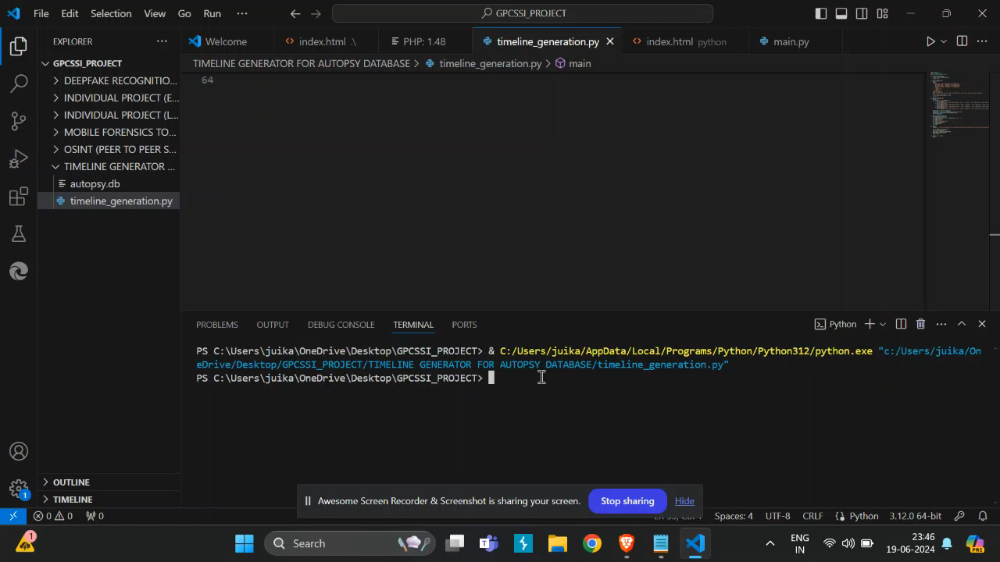 File Edit Selection View Go Run ··· GPCSSI_PROJECT
EXPLORER ···
Welcome index.html .\ PHP: 1.48 timeline_generation.py index.html python main.py
GPCSSI_PROJECT
TIMELINE GENERATOR FOR AUTOPSY DATABASE > timeline_generation.py > main
DEEPFAKE RECOGNITIO...
64
INDIVIDUAL PROJECT (E...
INDIVIDUAL PROJECT (L...
MOBILE FORENSICS TO...
OSINT (PEER TO PEER S...
TIMELINE GENERATOR ...
autopsy.db
timeline_generation.py
PROBLEMS OUTPUT DEBUG CONSOLE TERMINAL PORTS Python
PS C:\Users\juika\OneDrive\Desktop\GPCSSI_PROJECT> & C:/Users/juika/AppData/Local/Programs/Python/Python312/python.exe "c:/Users/juika/On
eDrive/Desktop/GPCSSI_PROJECT/TIMELINE GENERATOR FOR AUTOPSY DATABASE/timeline_generation.py"
PS C:\Users\juika\OneDrive\Desktop\GPCSSI_PROJECT>
OUTLINE
TIMELINE
Awesome Screen Recorder & Screenshot is sharing your screen. Stop sharing Hide
1
0 0 0 Spaces: 4 UTF-8 CRLF Python 3.12.0 64-bit
1 Search ENG
IN 23:46
19-06-2024 PRE